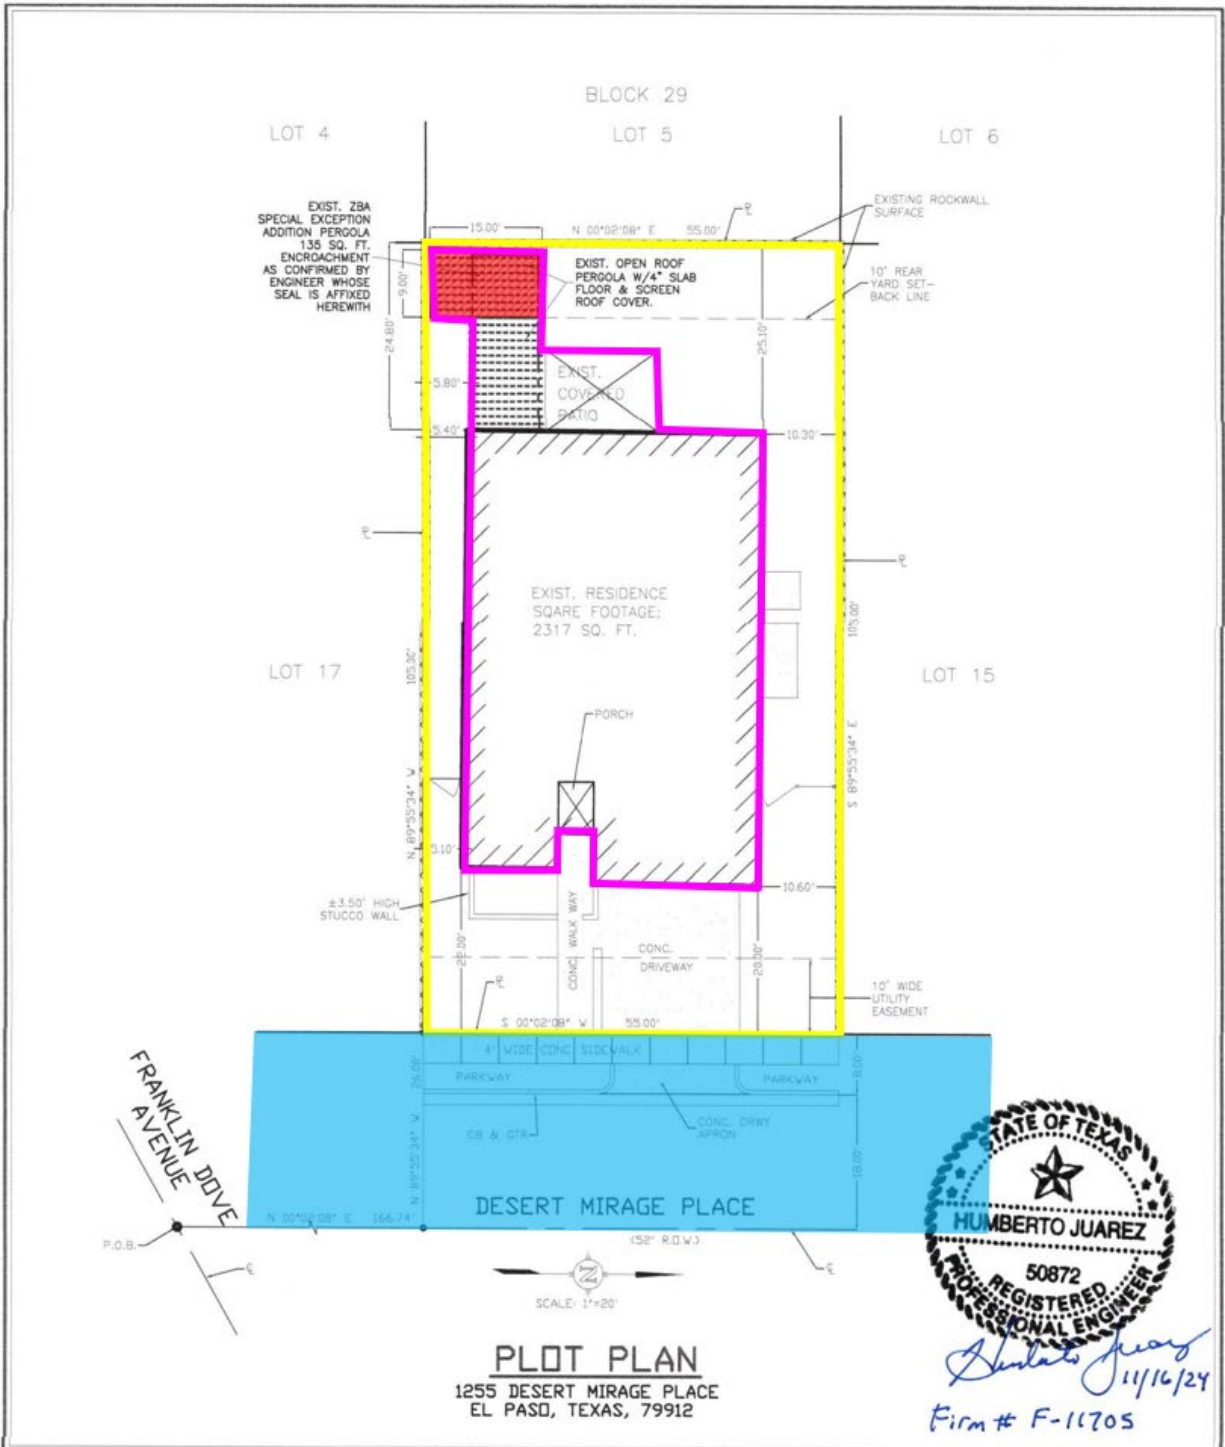 BLOCK 29
LOT 4
LOT 5
LOT 6
EXIST. ZBA
SPECIAL EXCEPTION
ADDITION PERGOLA
135 SQ. FT.
ENCROACHMENT
AS CONFIRMED BY
ENGINEER WHOSE
SEAL IS AFFIXED
HEREWITH
15.00'
N 00°02'08" E 55.00'
EXISTING ROCKWALL
SURFACE
EXIST. OPEN ROOF
PERGOLA W/4" SLAB
FLOOR & SCREEN
ROOF COVER.
10' REAR
YARD SET-
BACK LINE
9.00'
24.80'
25.10'
5.80'
EXIST.
COVERED
PATIO
5.40'
10.30'
EXIST. RESIDENCE
SQARE FOOTAGE:
2317 SQ. FT.
LOT 17
LOT 15
N 89°55'34" W 105.00'
S 89°55'34" E 105.00'
PORCH
5.10'
10.60'
±3.50' HIGH
STUCCO WALL
20.00'
CONC. WALK WAY
CONC.
DRIVEWAY
20.00'
10' WIDE
UTILITY
EASEMENT
S 00°02'08" W 55.00'
4' WIDE CONC SIDEWALK
PARKWAY
PARKWAY
CB & GTR
CONC. DRWY
APRON
N 89°55'34" W 26.00'
8.00'
18.00'
FRANKLIN DOVE
AVENUE
DESERT MIRAGE PLACE
(52' R.O.W.)
N 00°02'08" E 166.74'
P.O.B.
N
SCALE: 1"=20'
PLOT PLAN
1255 DESERT MIRAGE PLACE
EL PASO, TEXAS, 79912
STATE OF TEXAS
HUMBERTO JUAREZ
50872
REGISTERED
PROFESSIONAL ENGINEER
Humberto Juarez
11/16/24
Firm # F-11705